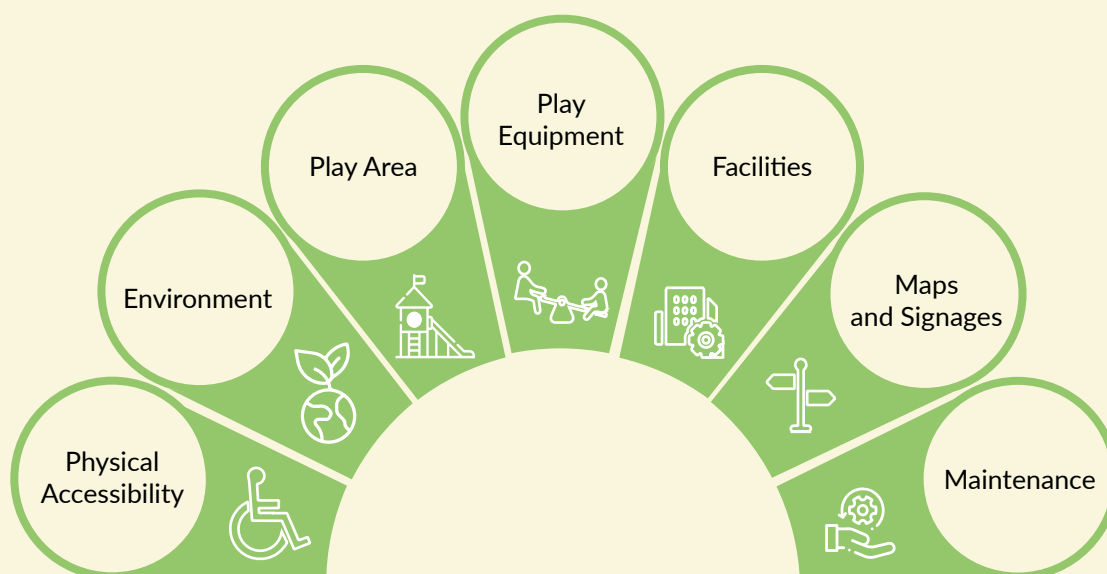 Play
Equipment
Play Area
Facilities
Environment
Maps
and Signages
Physical
Accessibility
Maintenance